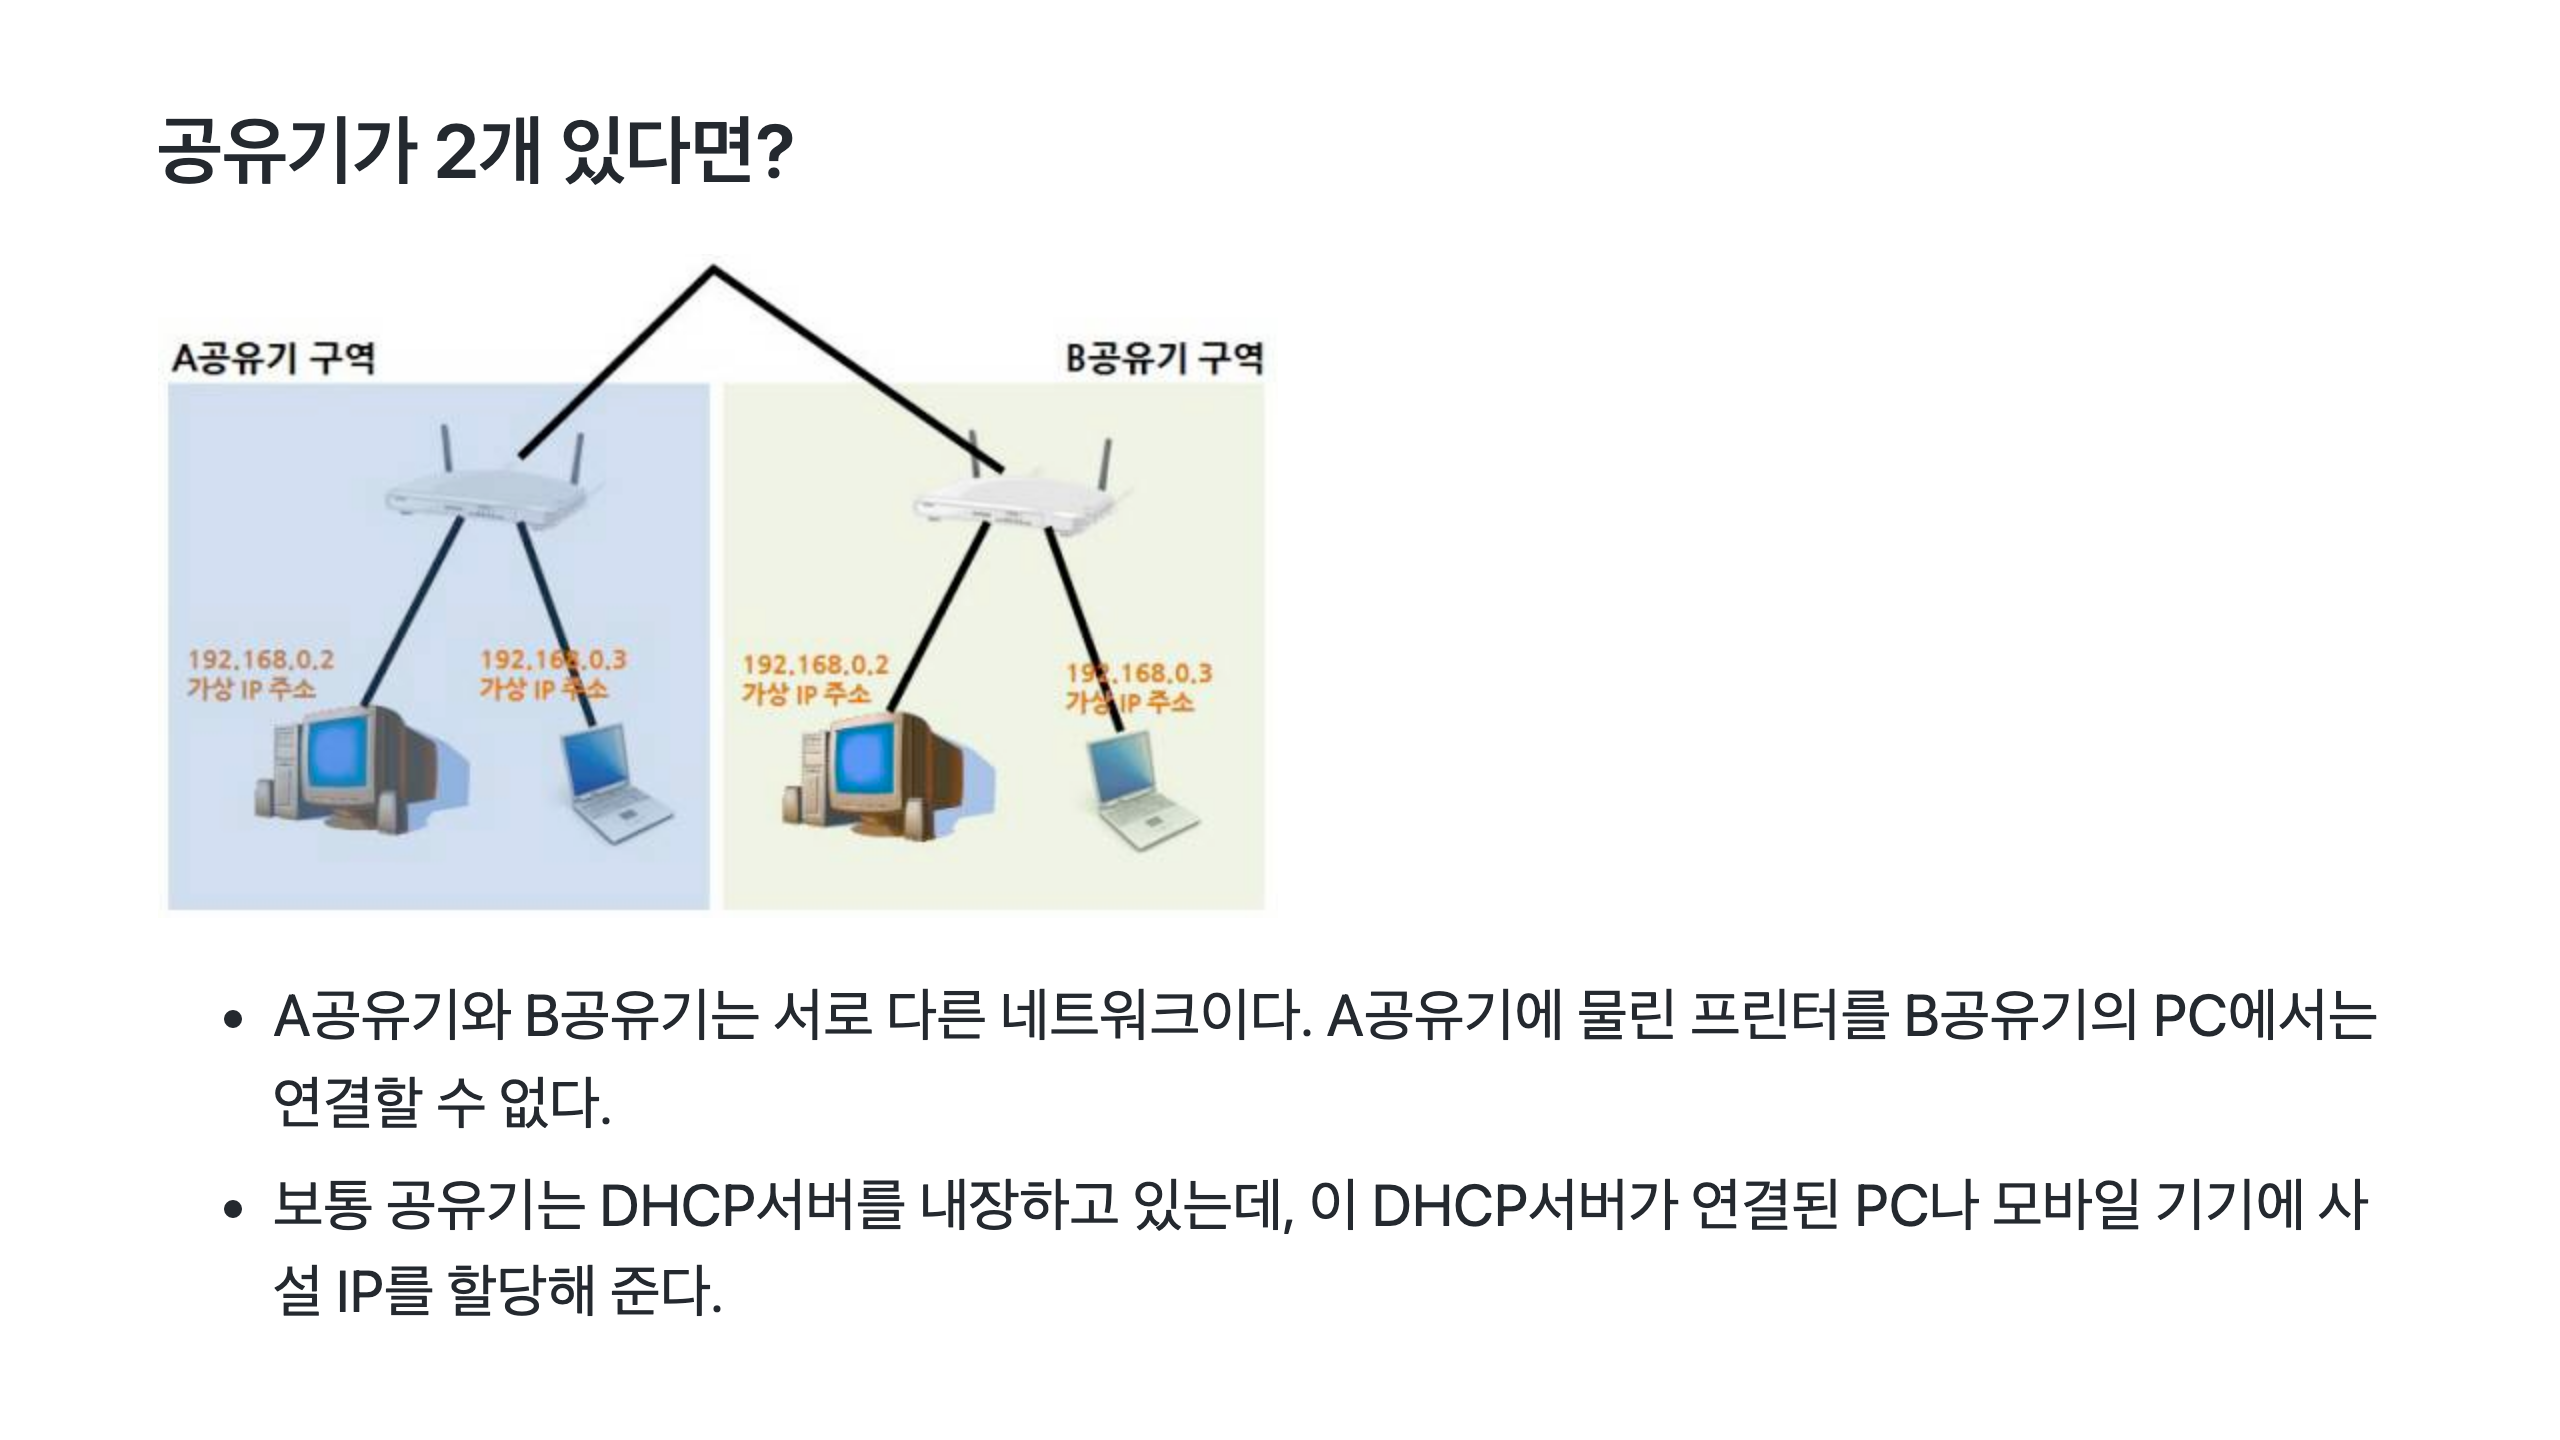 공유기가 2개 있다면?
A공유기 구역
B공유기 구역
192.168.0.2
가상 IP 주소
192.168.0.3
가상 IP 주소
192.168.0.2
가상 IP 주소
192.168.0.3
가상 IP 주소
• A공유기와 B공유기는 서로 다른 네트워크이다. A공유기에 물린 프린터를 B공유기의 PC에서는
연결할 수 없다.
• 보통 공유기는 DHCP서버를 내장하고 있는데, 이 DHCP서버가 연결된 PC나 모바일 기기에 사
설 IP를 할당해 준다.